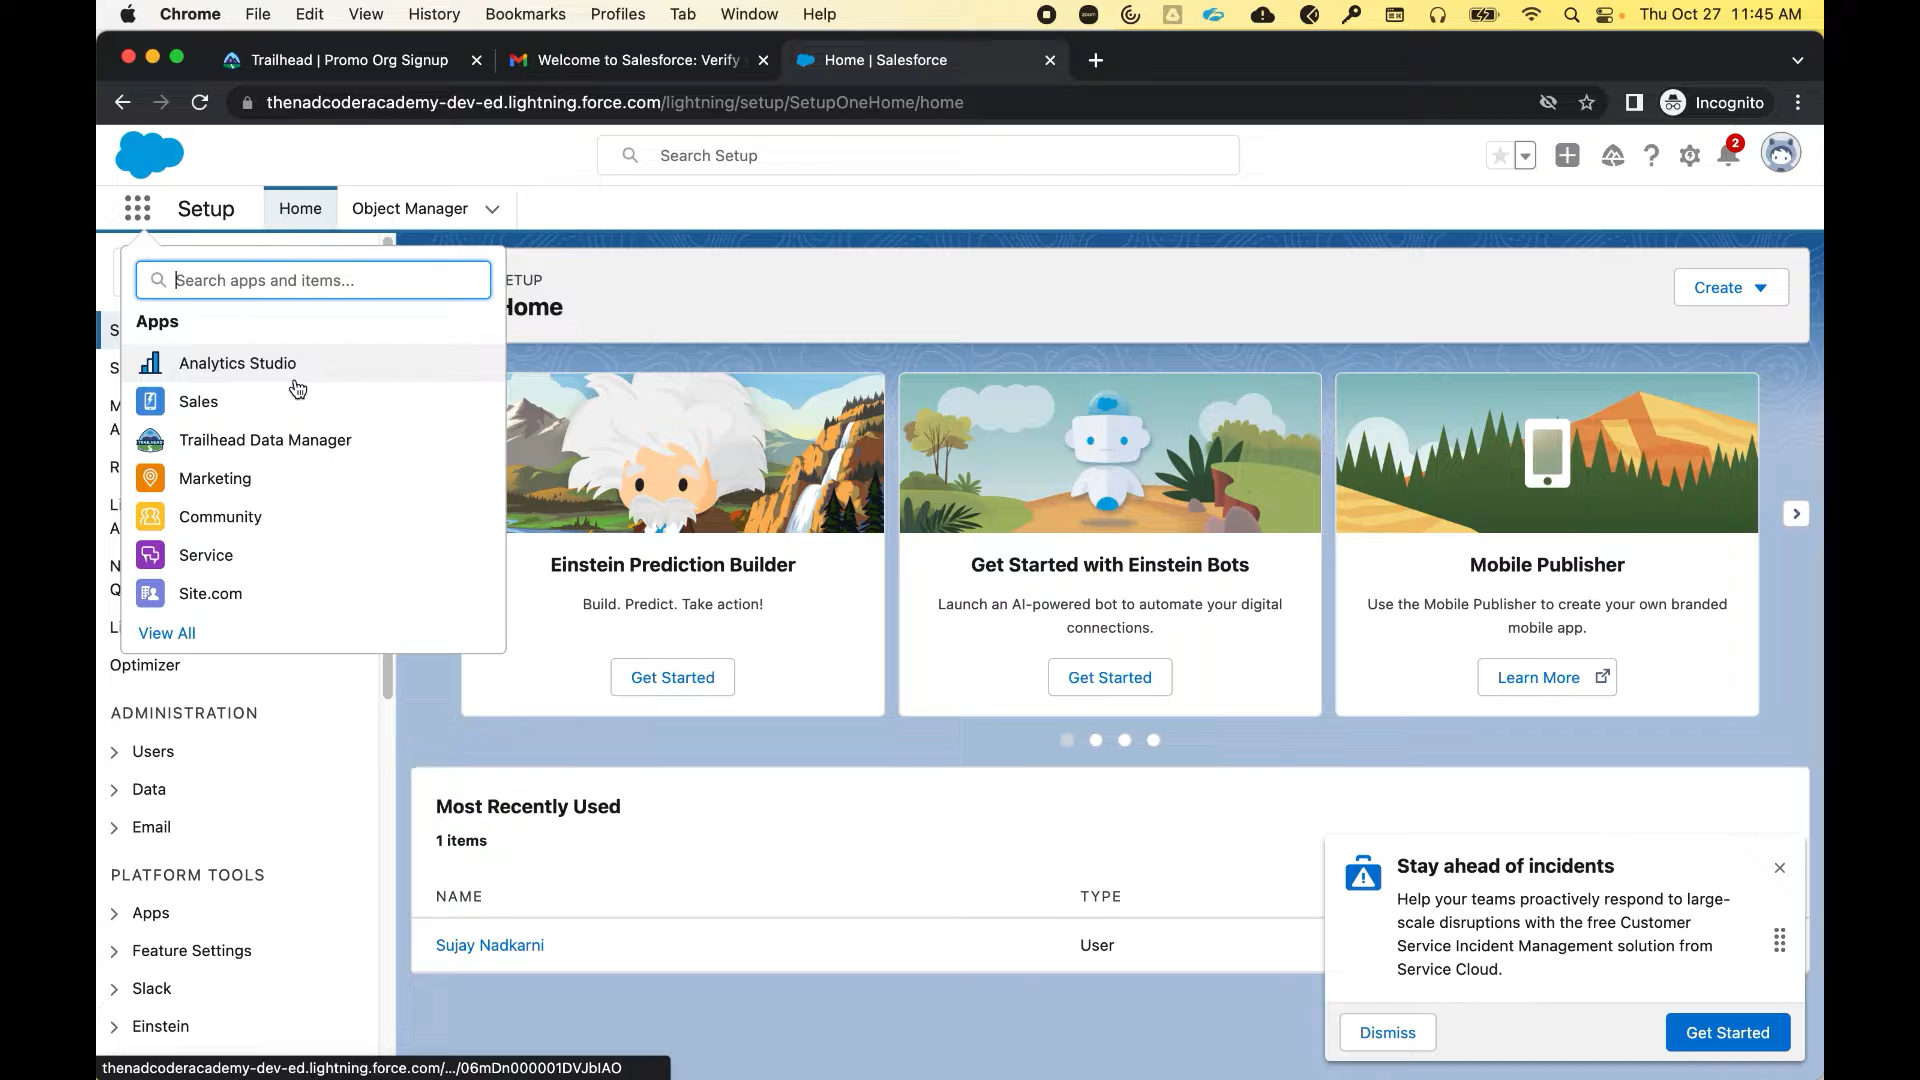 Chrome File Edit View History Bookmarks Profiles Tab Window Help
zoom
Thu Oct 27 11:45 AM
Trailhead | Promo Org Signup
Welcome to Salesforce: Verify
Home | Salesforce
thenadcoderacademy-dev-ed.lightning.force.com/lightning/setup/SetupOneHome/home
Incognito
Search Setup
2
Setup
Home
Object Manager
Search apps and items...
ETUP
Home
Create
Apps
Analytics Studio
Sales
Trailhead Data Manager
Marketing
Community
Service
Site.com
View All
S
S
M
A
R
Li
A
N
Q
Li
Optimizer
ADMINISTRATION
Users
Data
Email
PLATFORM TOOLS
Apps
Feature Settings
Slack
Einstein
Einstein Prediction Builder
Build. Predict. Take action!
Get Started
Get Started with Einstein Bots
Launch an AI-powered bot to automate your digital
connections.
Get Started
Mobile Publisher
Use the Mobile Publisher to create your own branded
mobile app.
Learn More
Most Recently Used
1 items
NAME
TYPE
Sujay Nadkarni
User
Stay ahead of incidents
Help your teams proactively respond to large-
scale disruptions with the free Customer
Service Incident Management solution from
Service Cloud.
Dismiss
Get Started
thenadcoderacademy-dev-ed.lightning.force.com/.../06mDn000001DVJbIAO